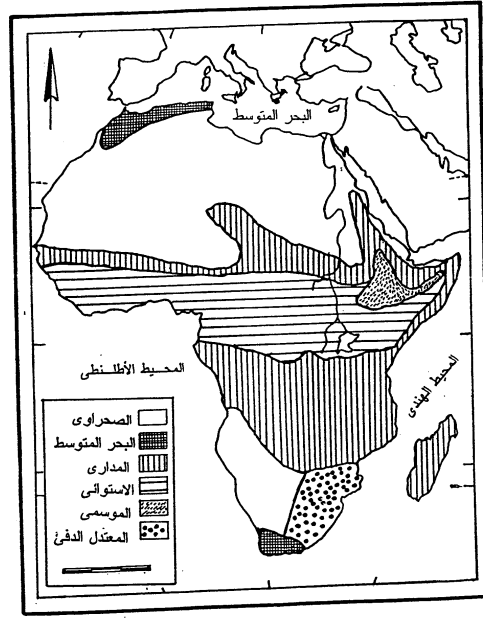 البحر المتوسط
المحيط الأطلنطى
المحيط الهندى
الصحراوى
البحر المتوسط
المدارى
الاستوائى
الموسمى
المعتدل الدفئ